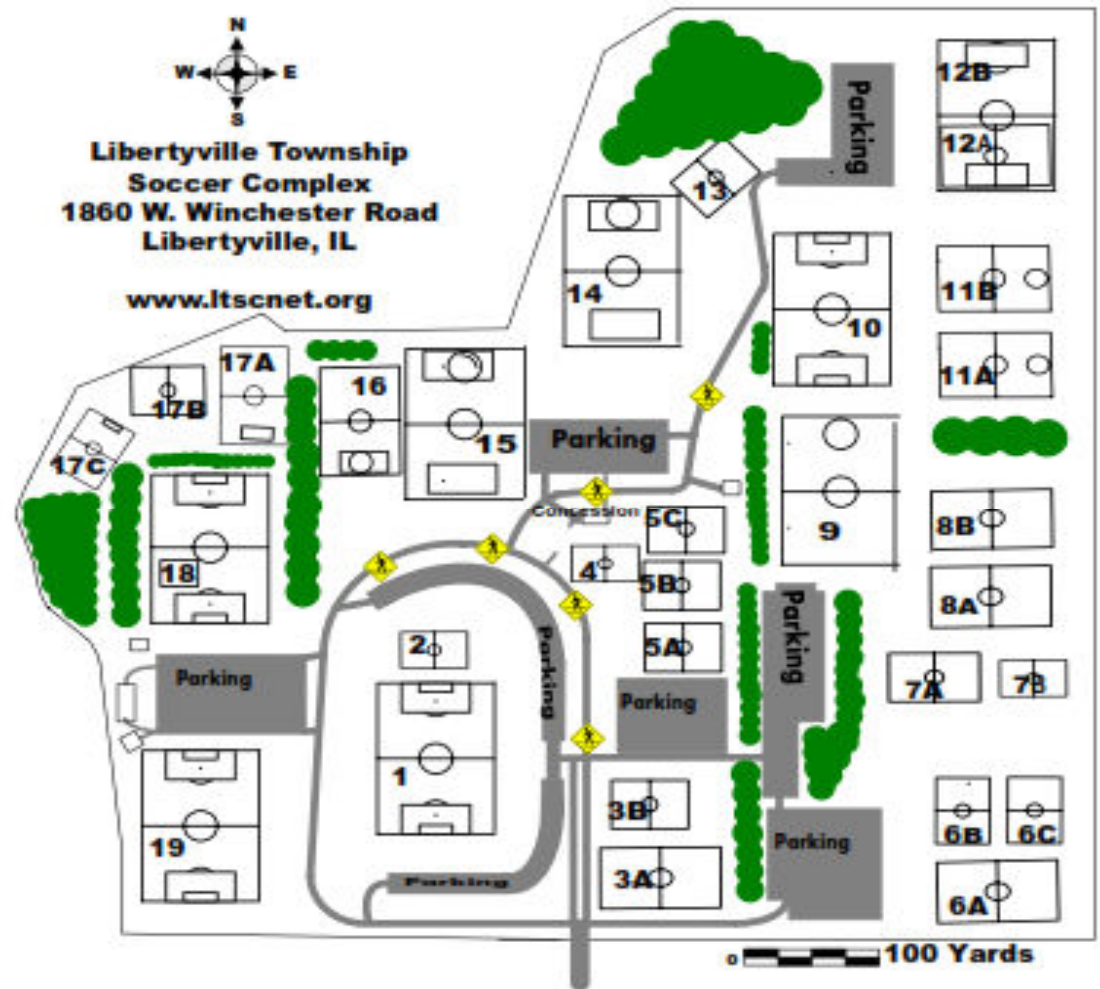 N
W E
S
Libertyville Township
Soccer Complex
1860 W. Winchester Road
Libertyville, IL
www.ltscnet.org
12B
Parking
12A
13
14
11B
10
17A
16
11A
17B
15
Parking
17C
Concession
5C
8B
9
18
4
5B
8A
Parking
2
Parking
5A
7A
7B
Parking
Parking
1
3B
6B
6C
19
Parking
Parking
3A
6A
0
100 Yards